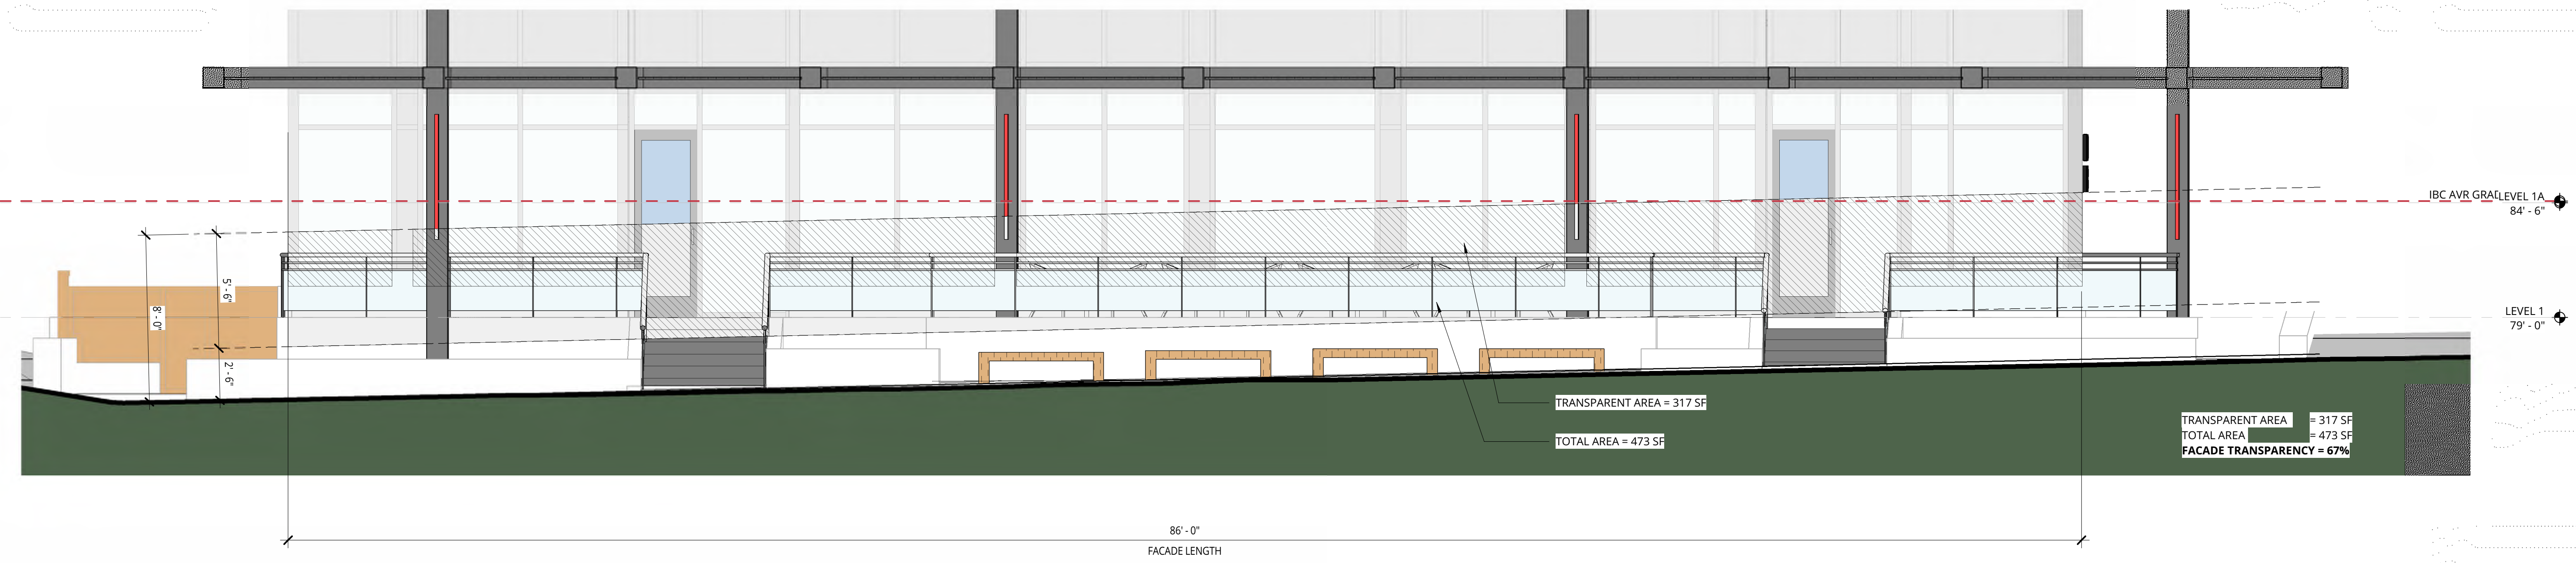 IBC AVR GRAD
LEVEL 1A
84' - 6"
5' - 6"
8' - 0"
LEVEL 1
79' - 0"
2' - 6"
TRANSPARENT AREA = 317 SF
TOTAL AREA = 473 SF
TRANSPARENT AREA = 317 SF
TOTAL AREA = 473 SF
FACADE TRANSPARENCY = 67%
86' - 0"
FACADE LENGTH